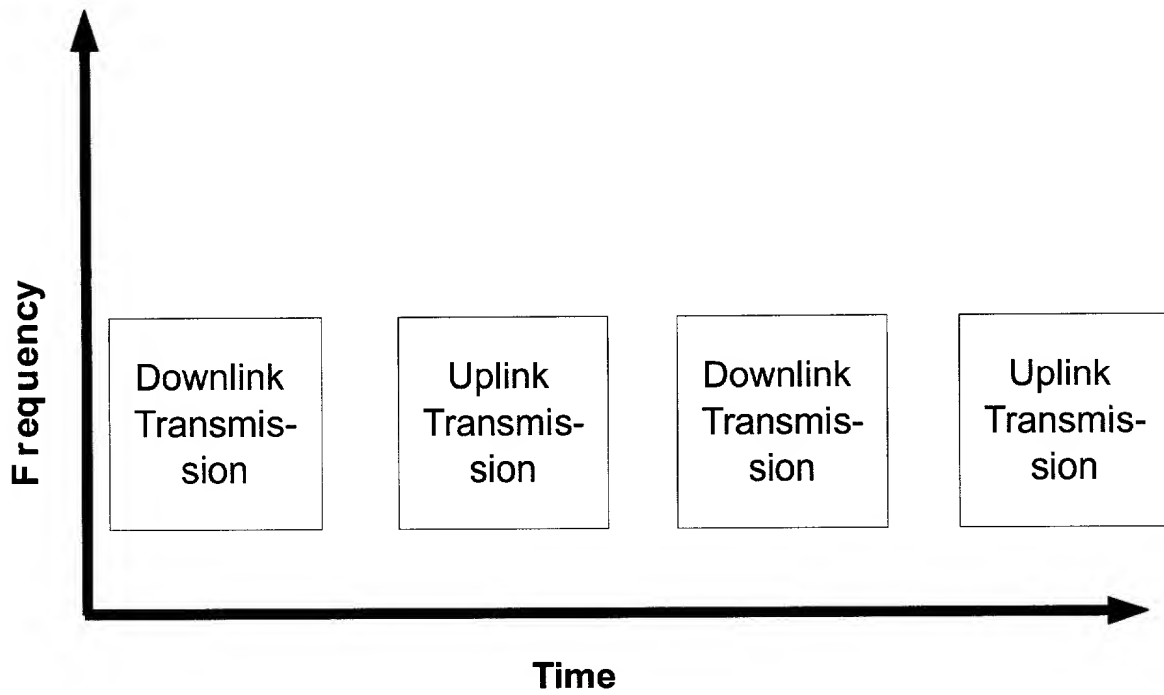 Frequency
Downlink
Transmis-
sion
Uplink
Transmis-
sion
Downlink
Transmis-
sion
Uplink
Transmis-
sion
Time